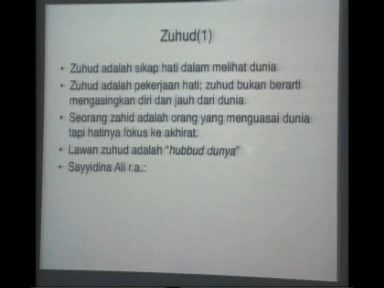 Zuhud(1)
Zuhud adalah sikap hati dalam melihat dunia.
Zuhud adalah pekerjaan hati; zuhud bukan berarti
mengasingkan diri dan jauh dari dunia.
Seorang zahid adalah orang yang menguasai dunia
tapi hatinya fokus ke akhirat.
Lawan zuhud adalah "hubbud dunya"
Sayyidina Ali r.a.: